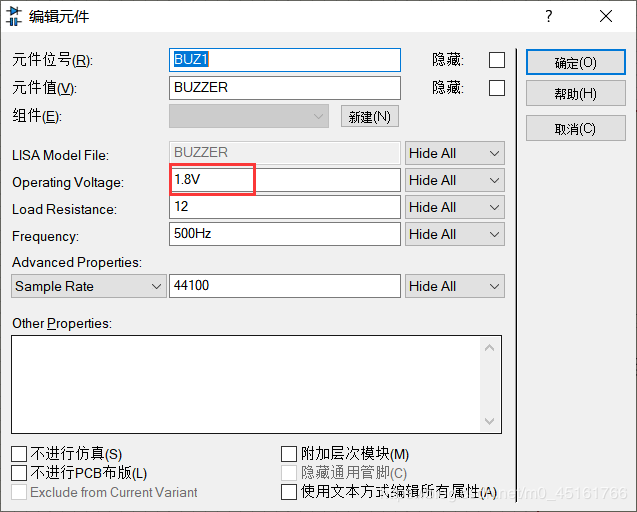 编辑元件 ?
元件位号(R): BUZ1 隐藏: 确定(O)
元件值(V): BUZZER 隐藏: 帮助(H)
组件(E): 新建(N) 取消(C)
LISA Model File: BUZZER Hide All
Operating Voltage: 1.8V Hide All
Load Resistance: 12 Hide All
Frequency: 500Hz Hide All
Advanced Properties:
Sample Rate 44100 Hide All
Other Properties:
不进行仿真(S) 附加层次模块(M)
不进行PCB布版(L) 隐藏通用管脚(C)
Exclude from Current Variant 使用文本方式编辑所有属性(A)
net/m0_45161766